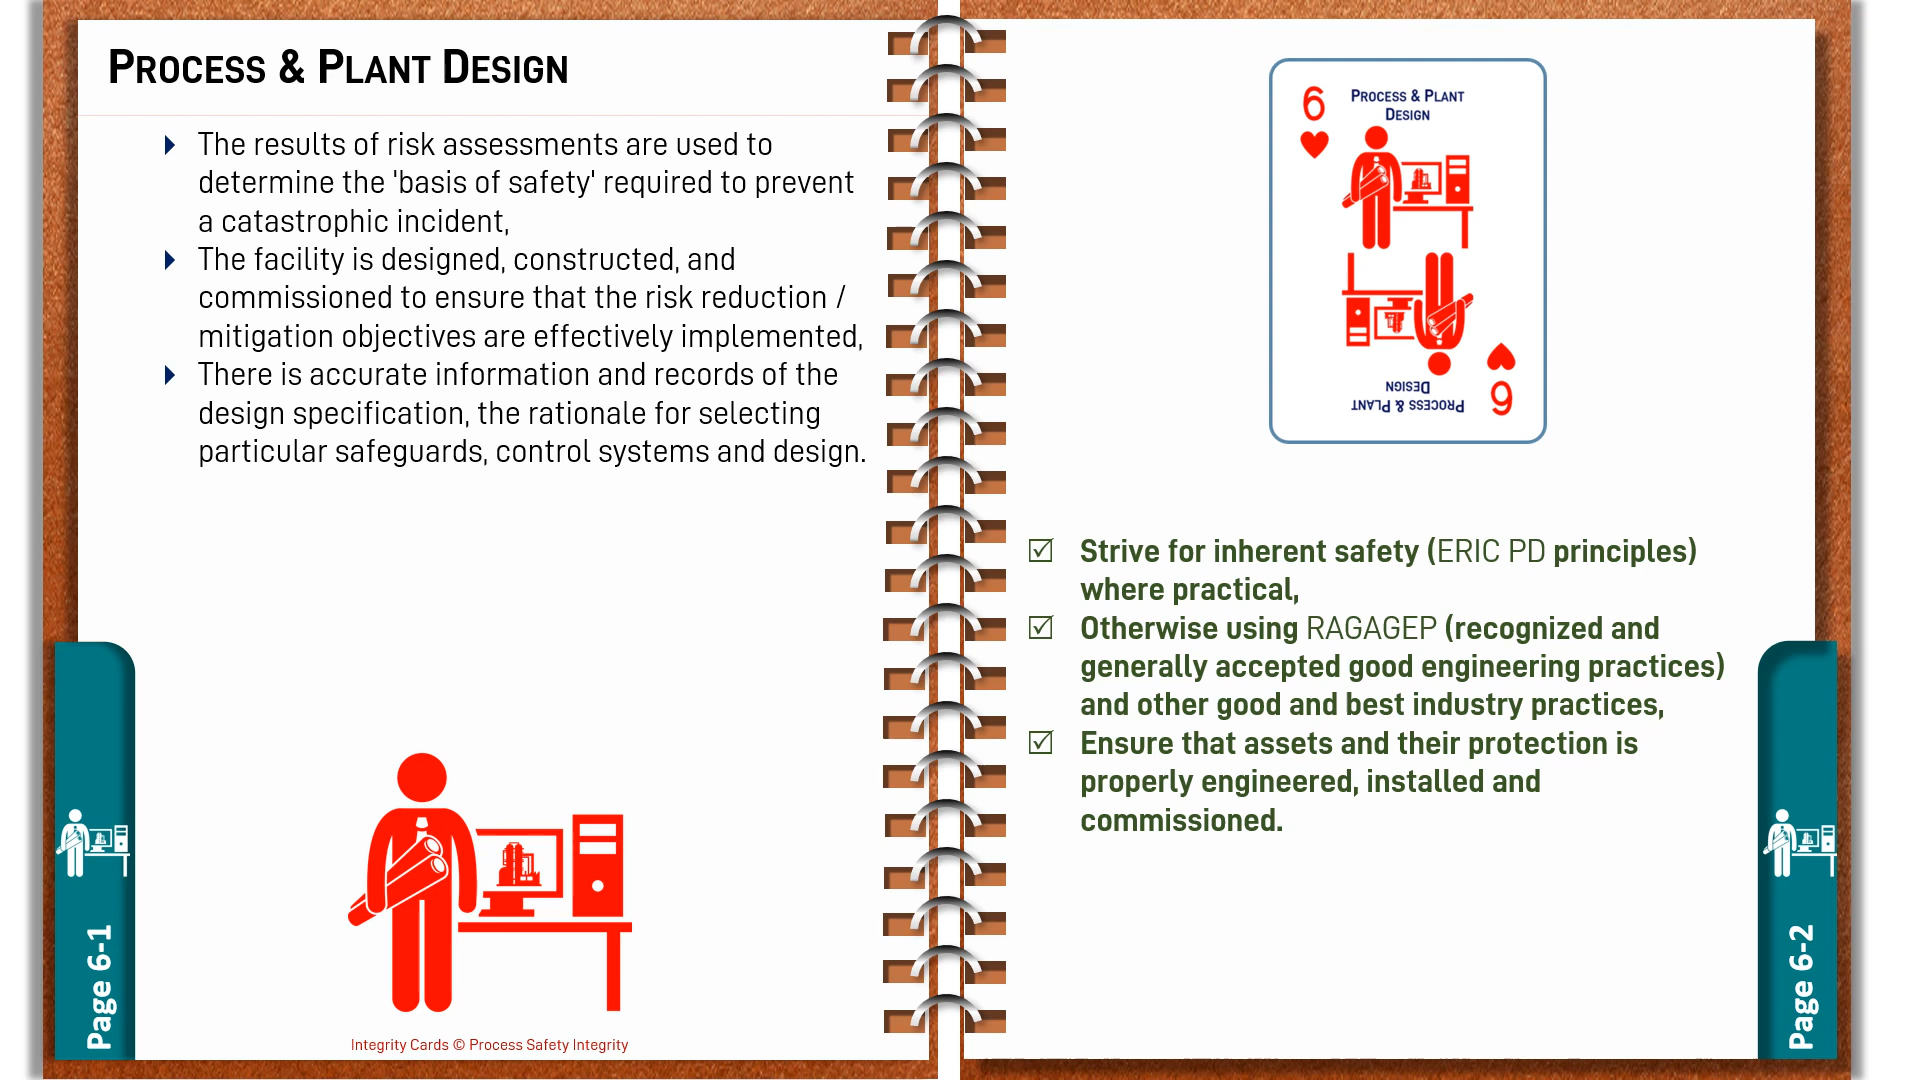 PROCESS & PLANT DESIGN
The results of risk assessments are used to
determine the 'basis of safety' required to prevent
a catastrophic incident,
The facility is designed, constructed, and
commissioned to ensure that the risk reduction /
mitigation objectives are effectively implemented,
There is accurate information and records of the
design specification, the rationale for selecting
particular safeguards, control systems and design.
Page 6-1
Integrity Cards © Process Safety Integrity
6
PROCESS & PLANT
DESIGN
6
PROCESS & PLANT
DESIGN
Strive for inherent safety (ERIC PD principles)
where practical,
Otherwise using RAGAGEP (recognized and
generally accepted good engineering practices)
and other good and best industry practices,
Ensure that assets and their protection is
properly engineered, installed and
commissioned.
Page 6-2